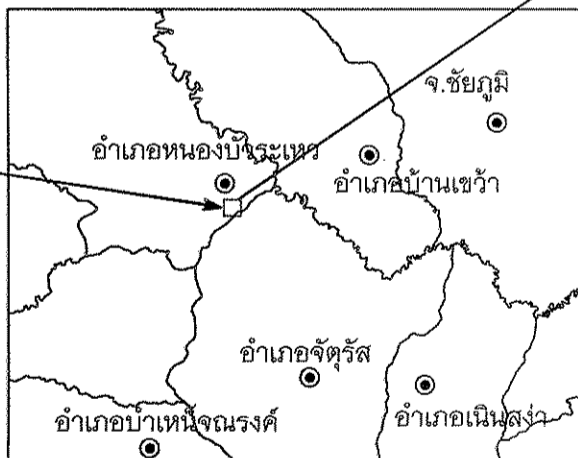 จ.ชัยภูมิ
อำเภอหนองบัวระเหว
อำเภอบ้านเขว้า
อำเภอจัตุรัส
อำเภอเนินสง่า
อำเภอบำเหน็จณรงค์